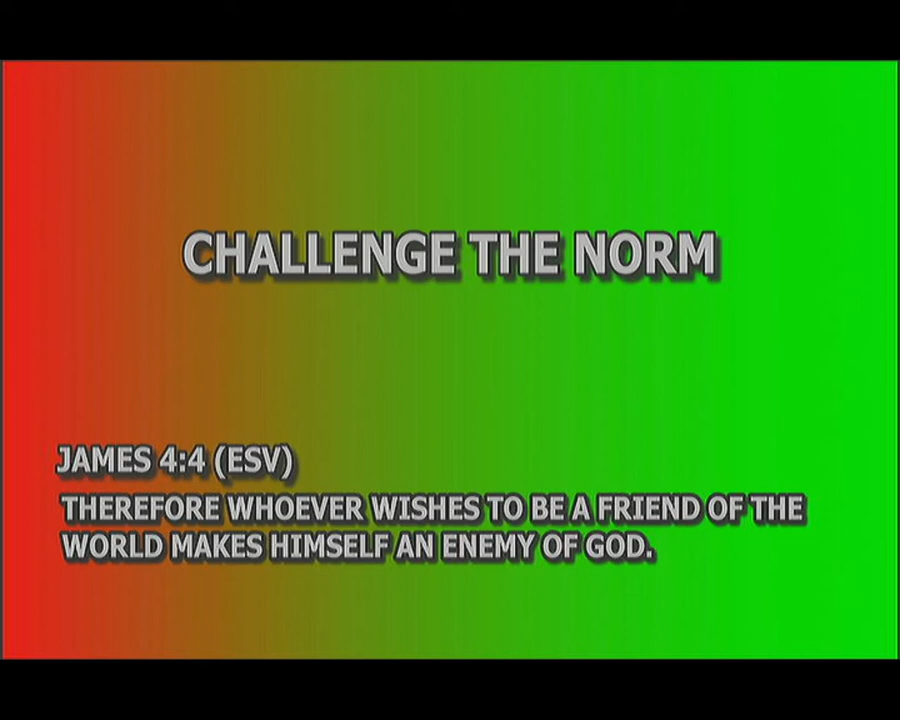 CHALLENGE THE NORM
JAMES 4:4 (ESV)
THEREFORE WHOEVER WISHES TO BE A FRIEND OF THE
WORLD MAKES HIMSELF AN ENEMY OF GOD.